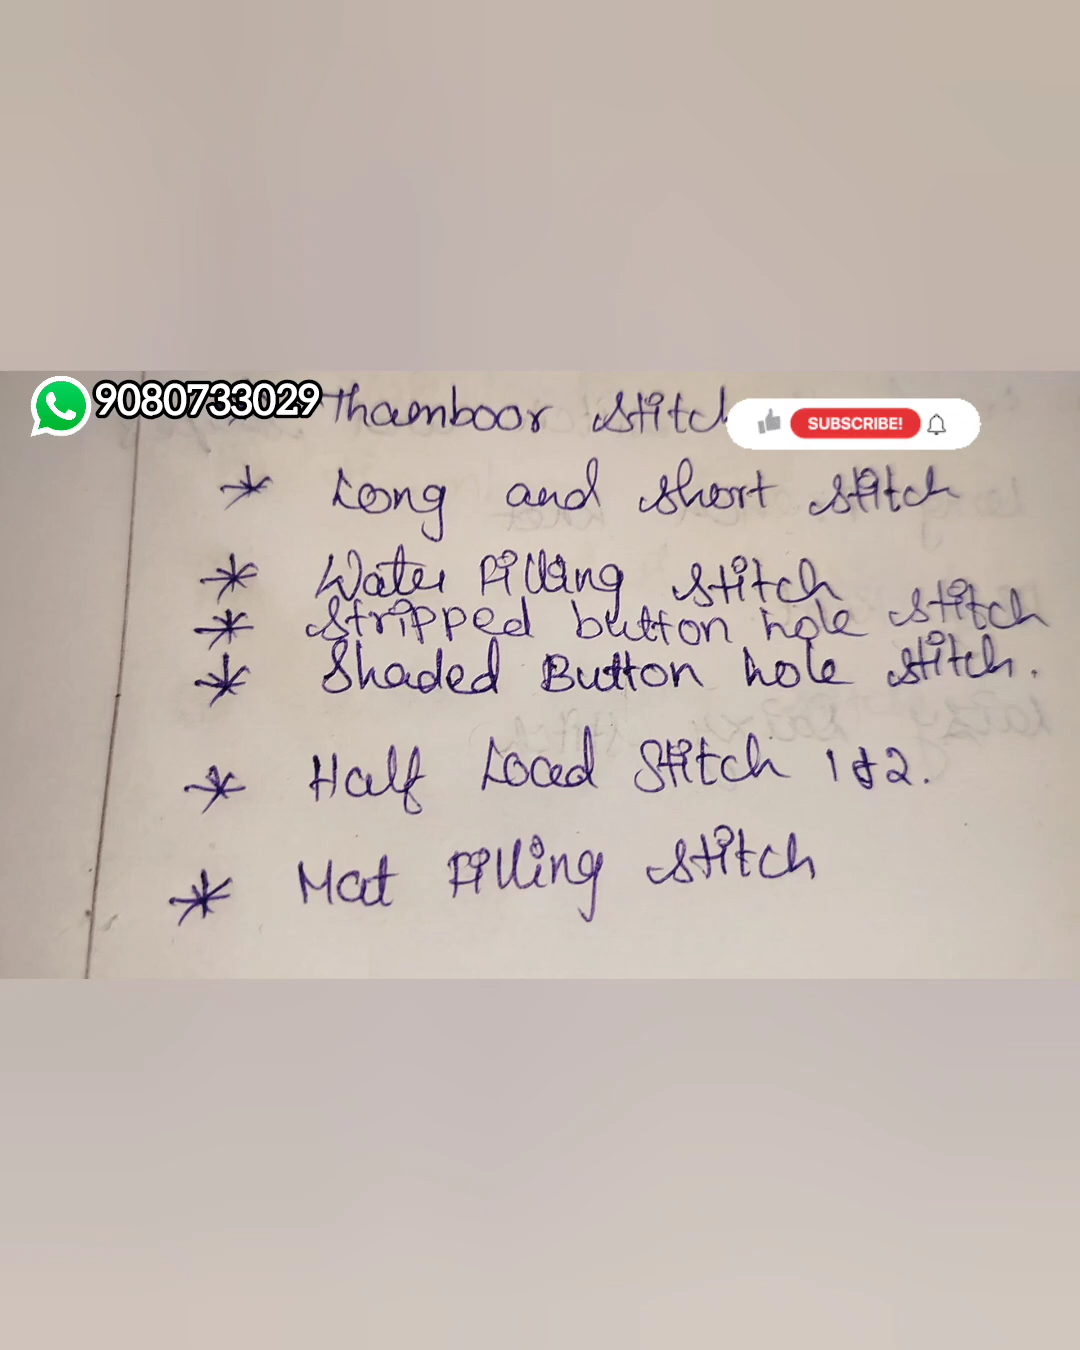 9080733029
Thamboor stitch
SUBSCRIBE!
* Long and short stitch
* Water Filling stitch
* Stripped button hole stitch
* Shaded Button hole stitch.
* Half Load Stitch 1 & 2.
* Mat Filling stitch